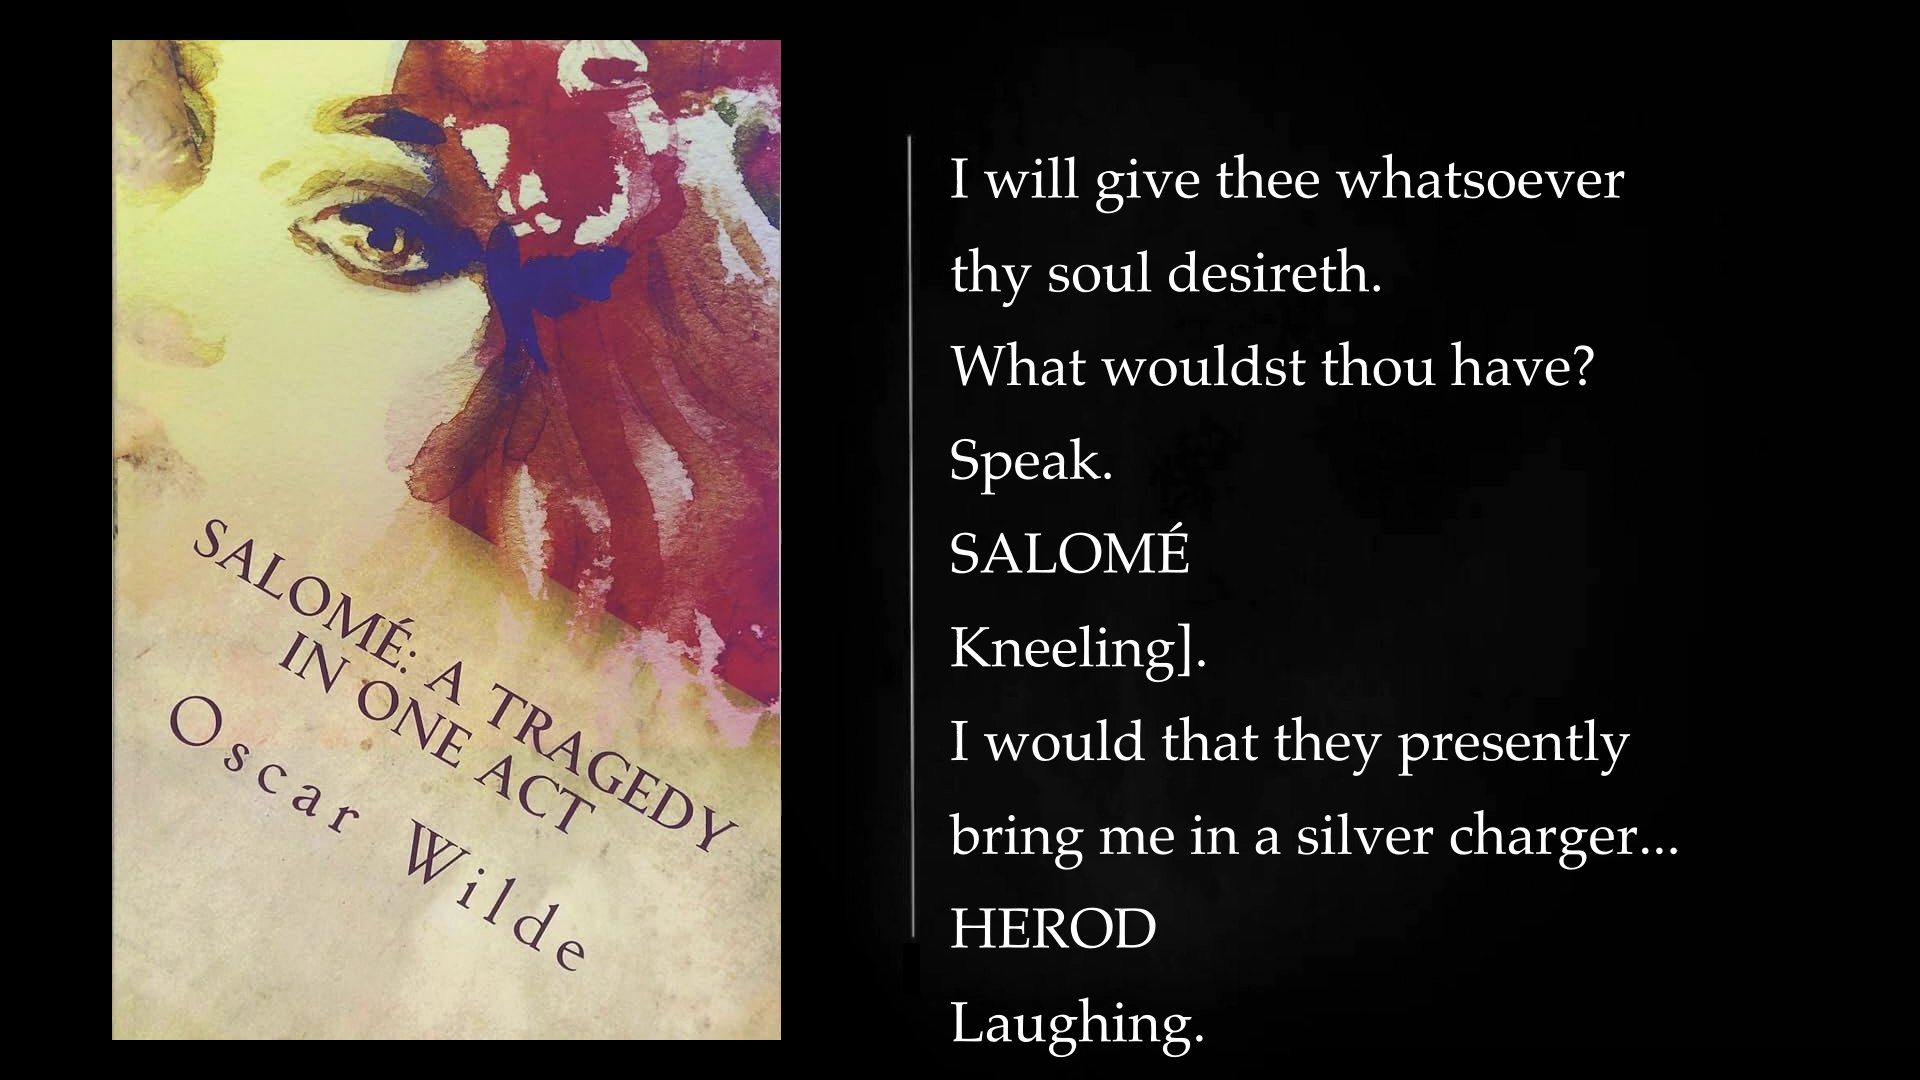 SALOMÉ: A TRAGEDY
IN ONE ACT
Oscar Wilde
I will give thee whatsoever
thy soul desireth.
What wouldst thou have?
Speak.
SALOMÉ
Kneeling].
I would that they presently
bring me in a silver charger...
HEROD
Laughing.